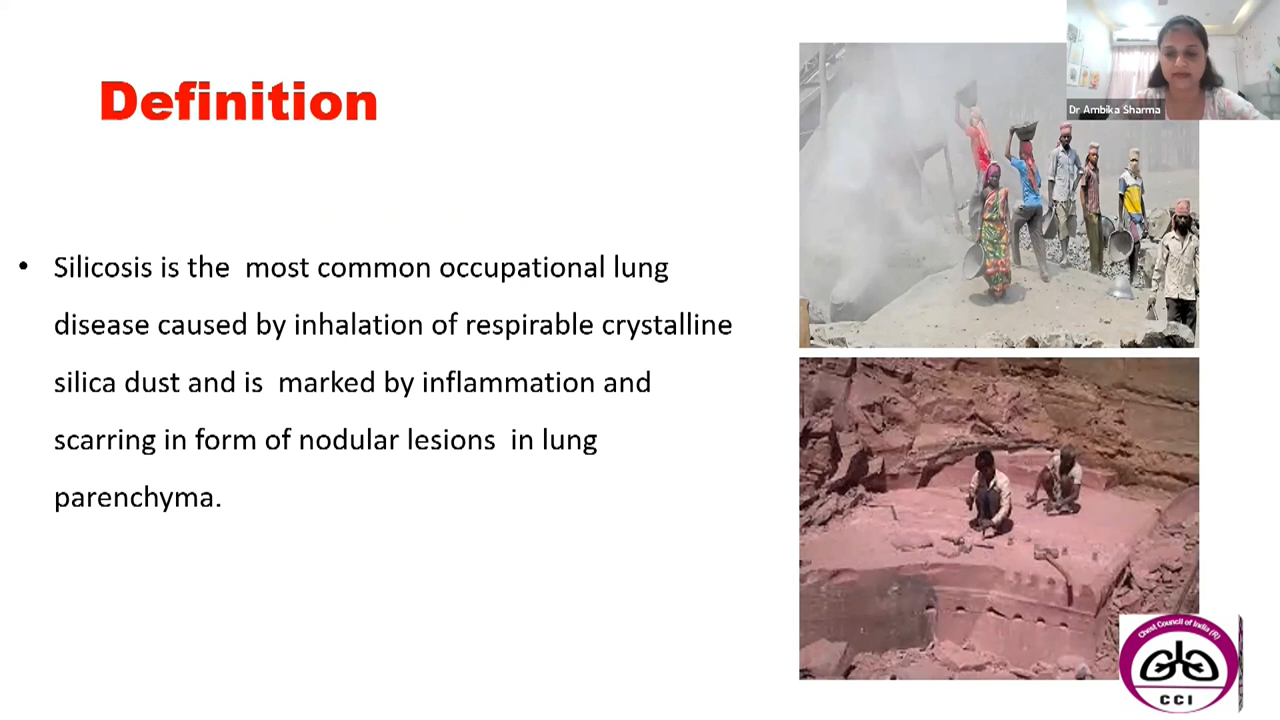 Definition
Dr Ambika Sharma
• Silicosis is the most common occupational lung
disease caused by inhalation of respirable crystalline
silica dust and is marked by inflammation and
scarring in form of nodular lesions in lung
parenchyma.
Chest Council of India (R)
CCI